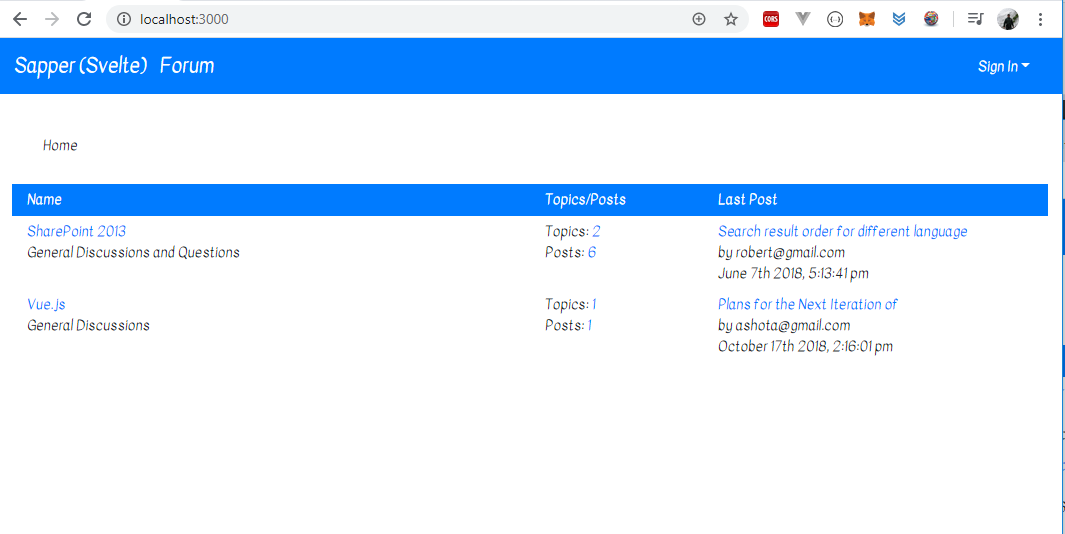 localhost:3000
CORS
Sapper (Svelte) Forum
Sign In
Home
Name Topics/Posts Last Post
SharePoint 2013 Topics: 2 Search result order for different language
General Discussions and Questions Posts: 6 by robert@gmail.com
June 7th 2018, 5:13:41 pm
Vue.js Topics: 1 Plans for the Next Iteration of
General Discussions Posts: 1 by ashota@gmail.com
October 17th 2018, 2:16:01 pm